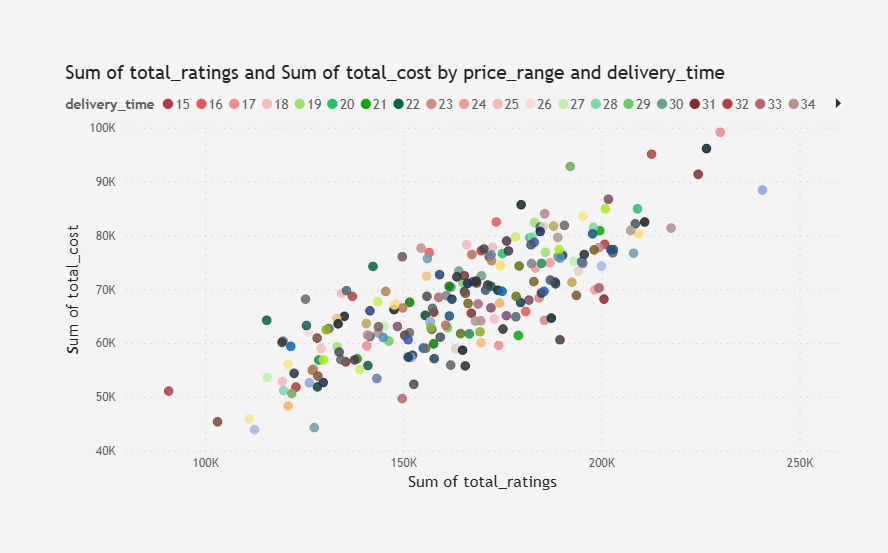 Sum of total_ratings and Sum of total_cost by price_range and delivery_time
delivery_time 15 16 17 18 19 20 21 22 23 24 25 26 27 28 29 30 31 32 33 34
100K
90K
80K
70K
60K
50K
40K
Sum of total_cost
100K 150K 200K 250K
Sum of total_ratings